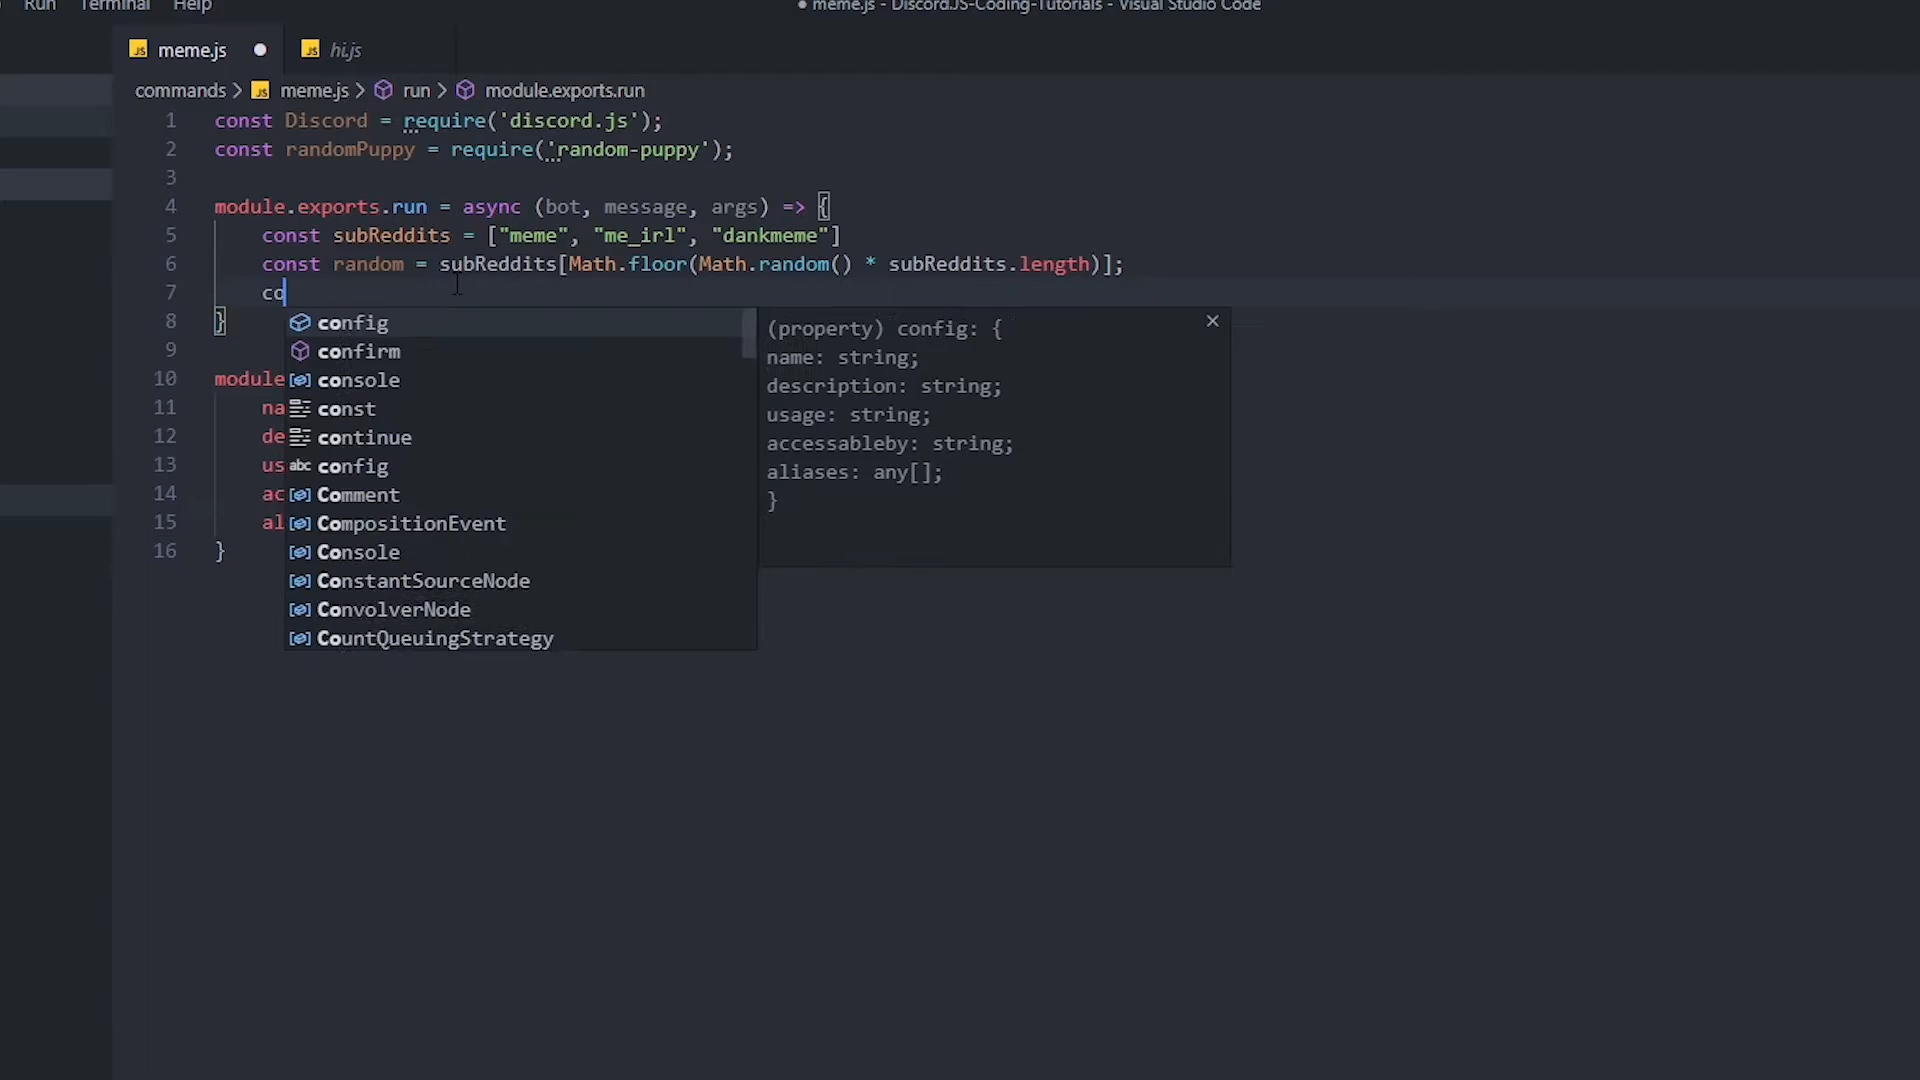 Run Terminal Help
● meme.js - Discord.JS-Coding-Tutorials - Visual Studio Code
JS meme.js ● JS hi.js
commands > JS meme.js > run > module.exports.run
1 const Discord = require('discord.js');
2 const randomPuppy = require('random-puppy');
3
4 module.exports.run = async (bot, message, args) => {
5 const subReddits = ["meme", "me_irl", "dankmeme"]
6 const random = subReddits[Math.floor(Math.random() * subReddits.length)];
7 co
8 }
9
10 module
11 na
12 de
13 us
14 ac
15 al
16 }
config
confirm
console
const
continue
abc config
Comment
CompositionEvent
Console
ConstantSourceNode
ConvolverNode
CountQueuingStrategy
(property) config: {
name: string;
description: string;
usage: string;
accessableby: string;
aliases: any[];
}